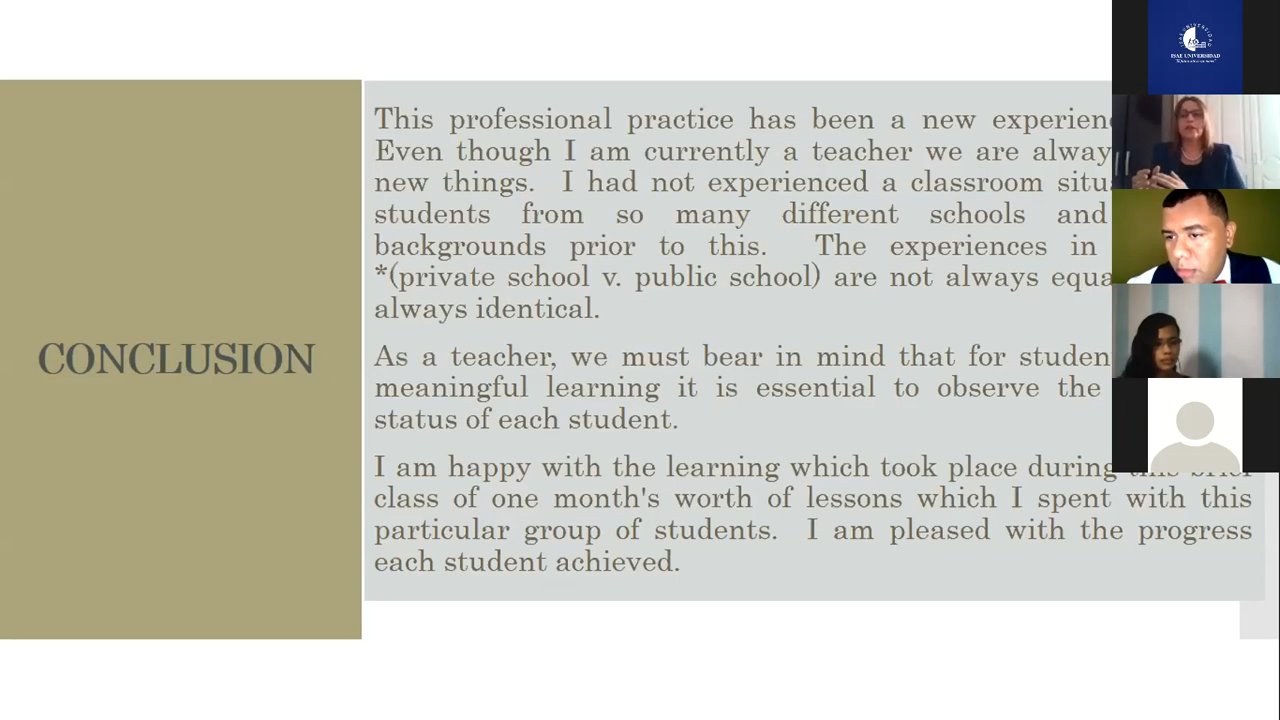 This professional practice has been a new
Even though I am currently a teacher we are
new things. I had not experienced a classroom
students from so many different schools and
backgrounds prior to this. The experiences in
*(private school v. public school) are not always
always identical.
CONCLUSION
As a teacher, we must bear in mind that for
meaningful learning it is essential to observe the
status of each student.
I am happy with the learning which took place during this brief
class of one month's worth of lessons which I spent with this
particular group of students. I am pleased with the progress
each student achieved.
ISAE UNIVERSIDAD